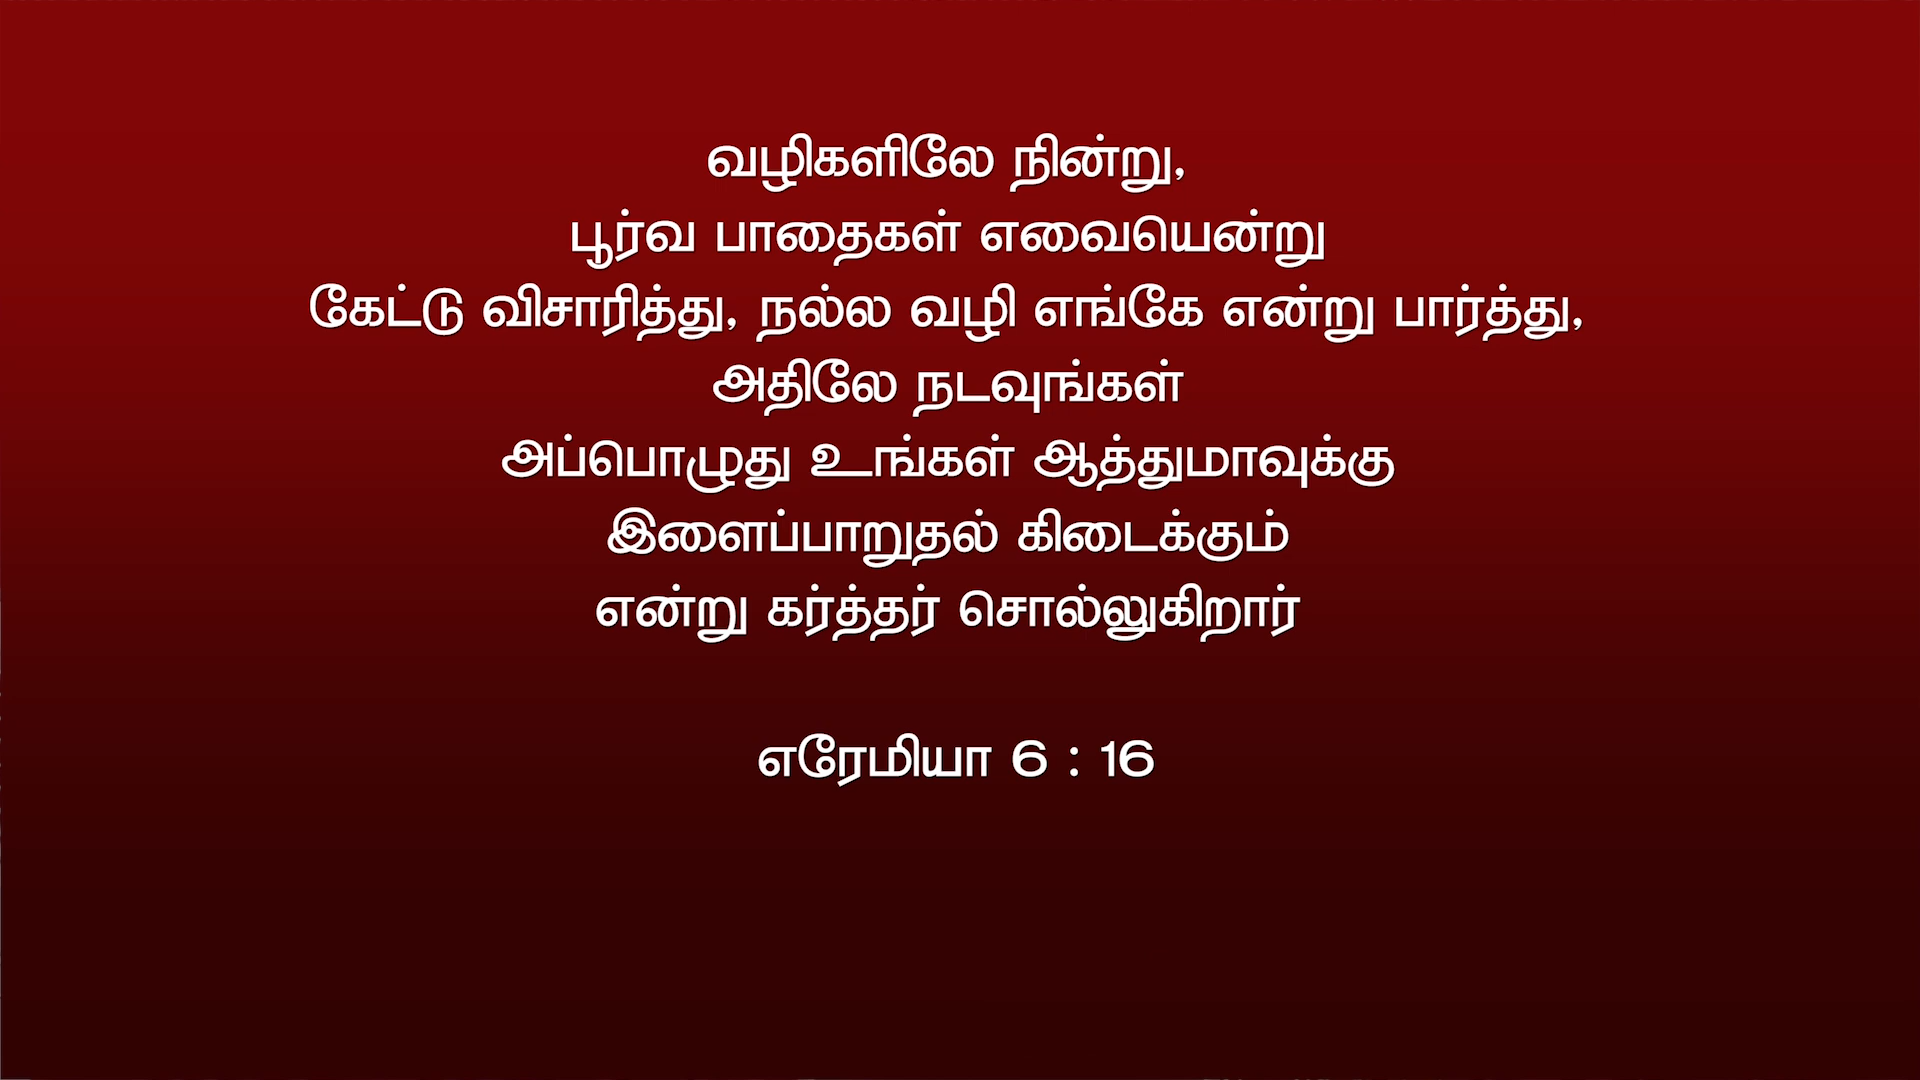 வழிகளிலே நின்று,
பூர்வ பாதைகள் எவையென்று
கேட்டு விசாரித்து, நல்ல வழி எங்கே என்று பார்த்து,
அதிலே நடவுங்கள்
அப்பொழுது உங்கள் ஆத்துமாவுக்கு
இளைப்பாறுதல் கிடைக்கும்
என்று கர்த்தர் சொல்லுகிறார்
எரேமியா 6 : 16